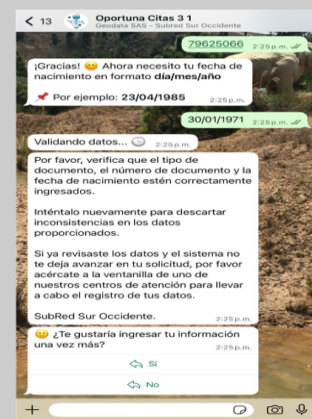 13
Oportuna Citas 3 1
Geodata SAS - Subred Sur Occidente
79625066 2:25 p.m.
¡Gracias! 😊 Ahora necesito tu fecha de
nacimiento en formato día/mes/año
📌 Por ejemplo: 23/04/1985
2:25 p.m.
30/01/1971 2:25 p.m.
Validando datos... 2:25 p.m.
Por favor, verifica que el tipo de
documento, el número de documento y la
fecha de nacimiento estén correctamente
ingresados.
Inténtalo nuevamente para descartar
inconsistencias en los datos
proporcionados.
Si ya revisaste los datos y el sistema no
te deja avanzar en tu solicitud, por favor
acércate a la ventanilla de uno de
nuestros centros de atención para llevar
a cabo el registro de tus datos.
SubRed Sur Occidente.
2:25 p.m.
😊 ¿Te gustaría ingresar tu información
una vez más?
2:25 p.m.
Si
No